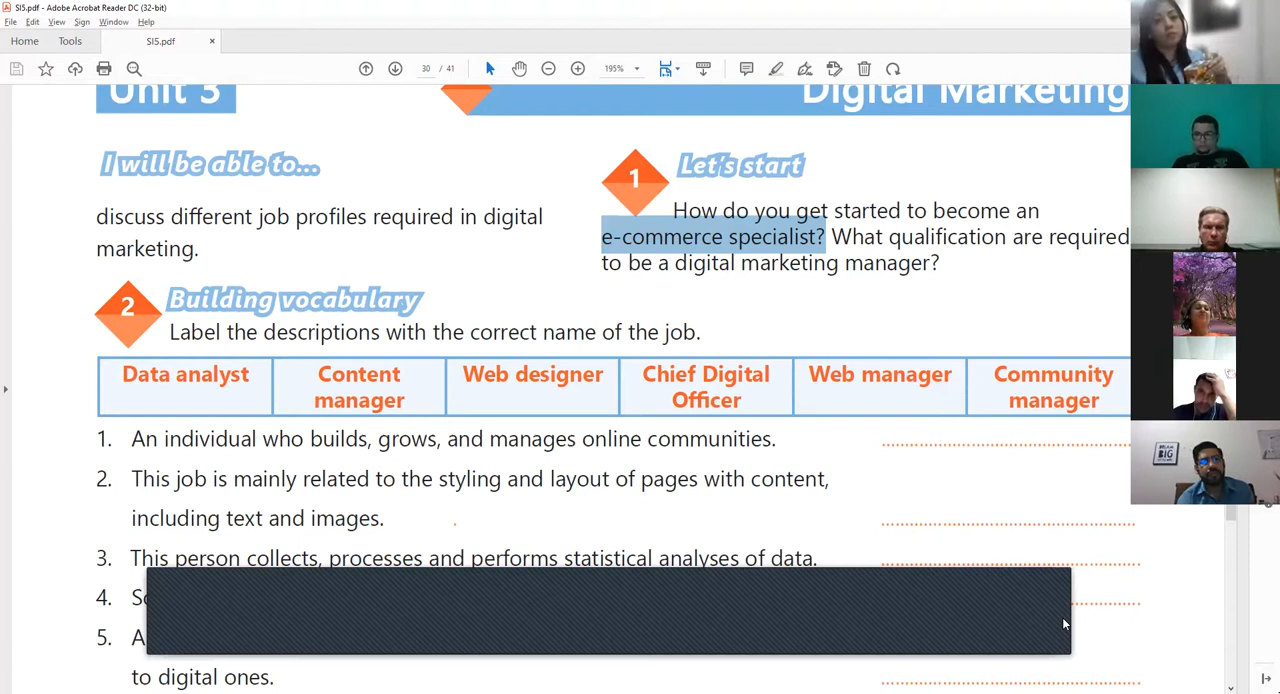 SI5.pdf - Adobe Acrobat Reader DC (32-bit)
File Edit View Sign Window Help
Home Tools SI5.pdf ×
30 / 41 195%
Unit 3 Digital Marketing
I will be able to...
discuss different job profiles required in digital
marketing.
1 Let's start
How do you get started to become an
e-commerce specialist? What qualification are required
to be a digital marketing manager?
2 Building vocabulary
Label the descriptions with the correct name of the job.
Data analyst
Content
manager
Web designer
Chief Digital
Officer
Web manager
Community
manager
1. An individual who builds, grows, and manages online communities. ..........
2. This job is mainly related to the styling and layout of pages with content,
including text and images. ..........
3. This person collects, processes and performs statistical analyses of data. ..........
4. ..........
5.
to digital ones. ..........
BIG